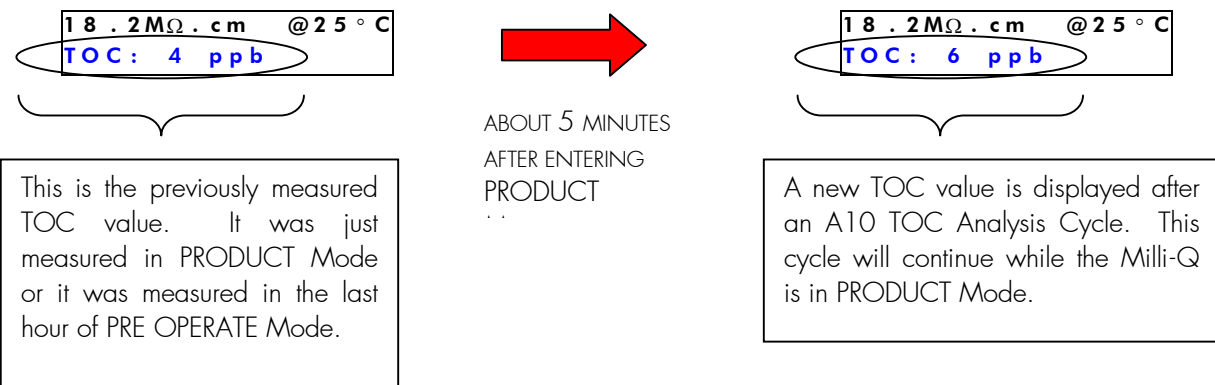 18.2MΩ.cm @25°C
TOC: 4 ppb
This is the previously measured
TOC value. It was just
measured in PRODUCT Mode
or it was measured in the last
hour of PRE OPERATE Mode.
ABOUT 5 MINUTES
AFTER ENTERING
PRODUCT
18.2MΩ.cm @25°C
TOC: 6 ppb
A new TOC value is displayed after
an A10 TOC Analysis Cycle. This
cycle will continue while the Milli-Q
is in PRODUCT Mode.